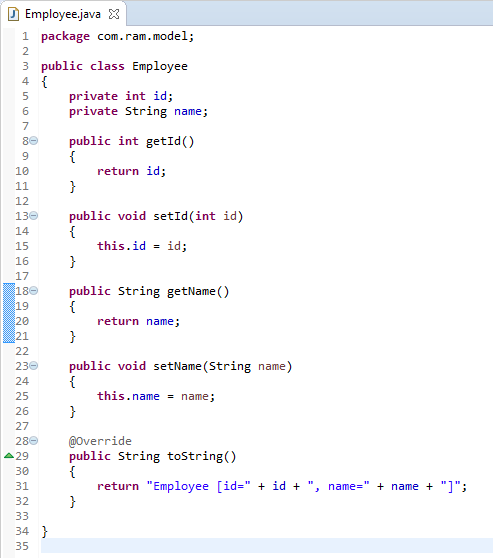 Employee.java
1 package com.ram.model;
2
3 public class Employee
4 {
5     private int id;
6     private String name;
7
8     public int getId()
9     {
10         return id;
11     }
12
13     public void setId(int id)
14     {
15         this.id = id;
16     }
17
18     public String getName()
19     {
20         return name;
21     }
22
23     public void setName(String name)
24     {
25         this.name = name;
26     }
27
28     @Override
29     public String toString()
30     {
31         return "Employee [id=" + id + ", name=" + name + "]";
32     }
33
34 }
35